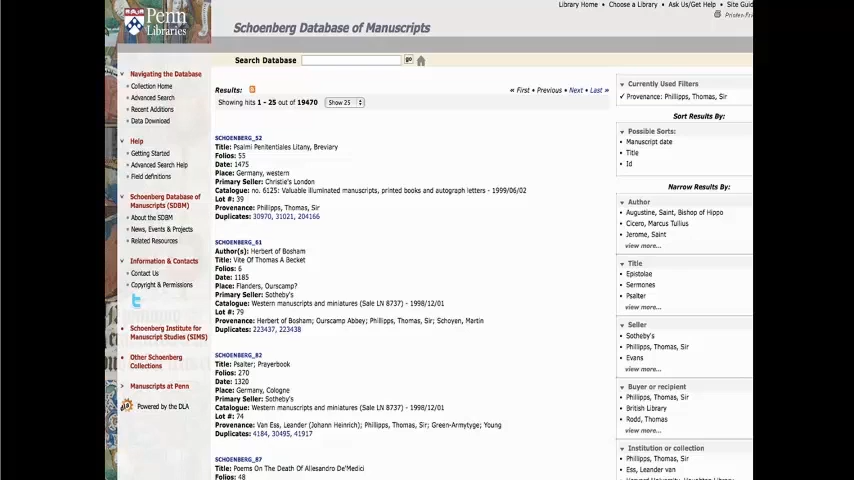 Penn
Libraries
Library Home • Choose a Library • Ask Us/Get Help • Site Guid
Printer-Fri
Schoenberg Database of Manuscripts
Search Database
go
Navigating the Database
Collection Home
Advanced Search
Recent Additions
Data Download
Help
Getting Started
Advanced Search Help
Field definitions
Schoenberg Database of
Manuscripts (SDBM)
About the SDBM
News, Events & Projects
Related Resources
Information & Contacts
Contact Us
Copyright & Permissions
Schoenberg Institute for
Manuscript Studies (SIMS)
Other Schoenberg
Collections
Manuscripts at Penn
Powered by the DLA
Results:
« First • Previous • Next • Last »
Showing hits 1 - 25 out of 19470
Show 25
SCHOENBERG_52
Title: Psalmi Penitentiales Litany, Breviary
Folios: 55
Date: 1475
Place: Germany, western
Primary Seller: Christie's London
Catalogue: no. 6125: Valuable illuminated manuscripts, printed books and autograph letters - 1999/06/02
Lot #: 39
Provenance: Phillipps, Thomas, Sir
Duplicates: 30970, 31021, 204166
SCHOENBERG_61
Author(s): Herbert of Bosham
Title: Vite Of Thomas A Becket
Folios: 6
Date: 1185
Place: Flanders, Ourscamp?
Primary Seller: Sotheby's
Catalogue: Western manuscripts and miniatures (Sale LN 8737) - 1998/12/01
Lot #: 79
Provenance: Herbert of Bosham; Ourscamp Abbey; Phillipps, Thomas, Sir; Schoyen, Martin
Duplicates: 223437, 223438
SCHOENBERG_82
Title: Psalter; Prayerbook
Folios: 270
Date: 1320
Place: Germany, Cologne
Primary Seller: Sotheby's
Catalogue: Western manuscripts and miniatures (Sale LN 8737) - 1998/12/01
Lot #: 74
Provenance: Van Ess, Leander (Johann Heinrich); Phillipps, Thomas, Sir; Green-Armytge; Young
Duplicates: 4184, 30495, 41917
SCHOENBERG_87
Title: Poems On The Death Of Allesandro De'Medici
Folios: 48
Currently Used Filters
✓ Provenance: Phillipps, Thomas, Sir
Sort Results By:
Possible Sorts:
Manuscript date
Title
Id
Narrow Results By:
Author
Augustine, Saint, Bishop of Hippo
Cicero, Marcus Tullius
Jerome, Saint
view more...
Title
Epistolae
Sermones
Psalter
view more...
Seller
Sotheby's
Phillipps, Thomas, Sir
Evans
view more...
Buyer or recipient
Phillipps, Thomas, Sir
British Library
Rodd, Thomas
view more...
Institution or collection
Phillipps, Thomas, Sir
Ess, Leander van